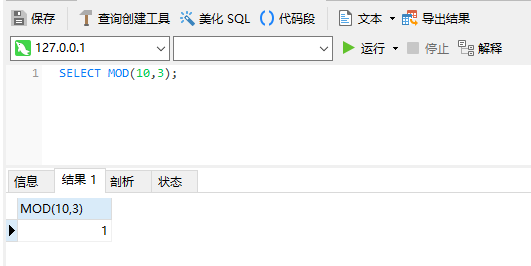 保存 查询创建工具 美化 SQL 代码段 文本 导出结果
127.0.0.1 运行 停止 解释
1 SELECT MOD(10,3);
信息 结果 1 剖析 状态
MOD(10,3)
1